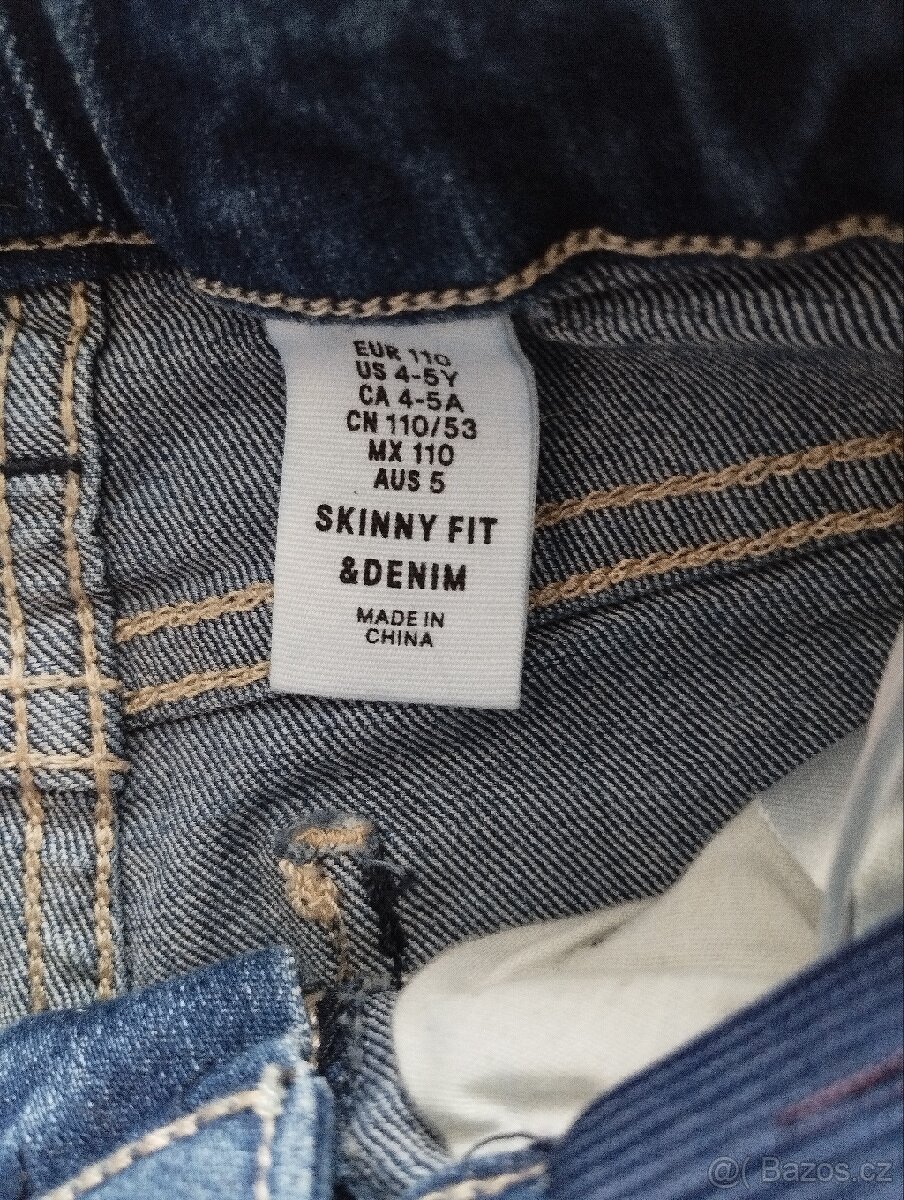 EUR 110
US 4-5Y
CA 4-5A
CN 110/53
MX 110
AUS 5
SKINNY FIT
&DENIM
MADE IN
CHINA
@( Bazos.cz